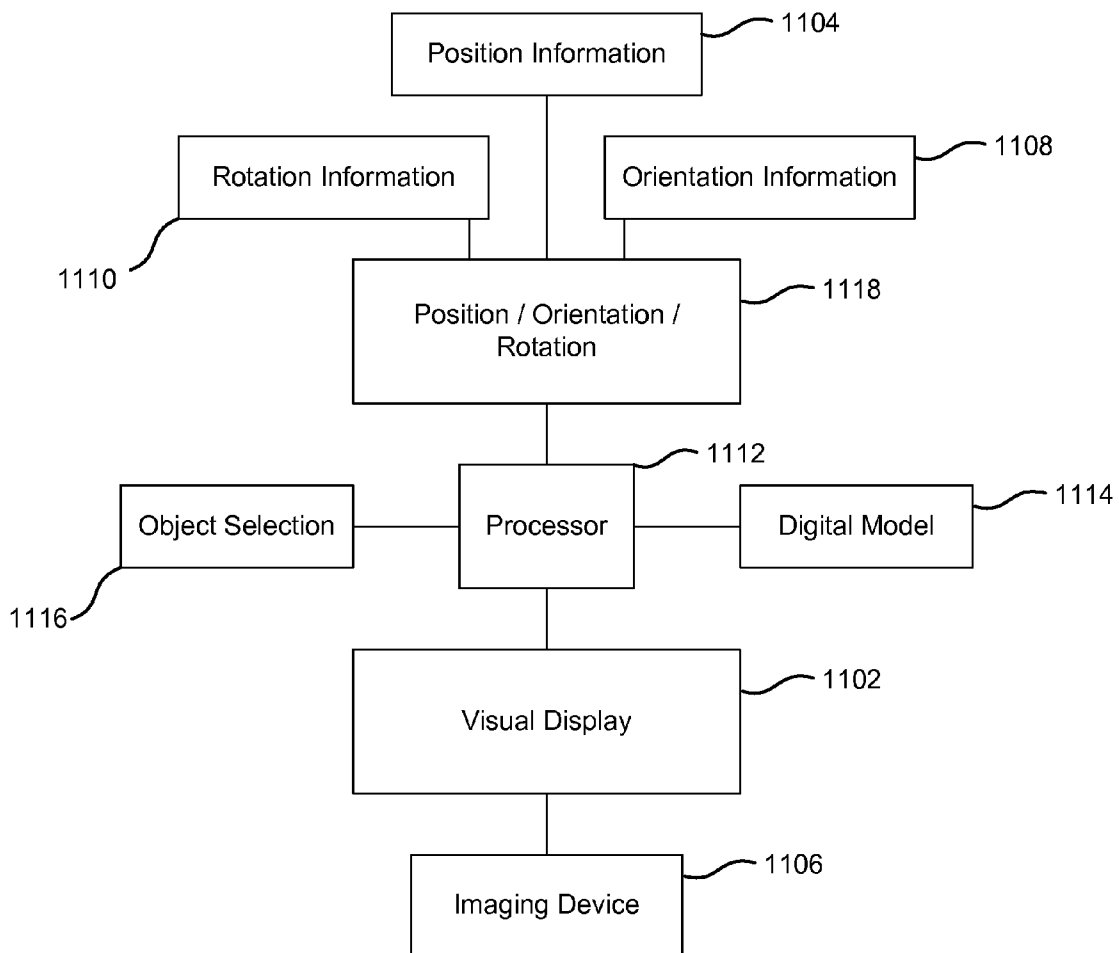 1104
Position Information
1108
Rotation Information
Orientation Information
1110
1118
Position / Orientation /
Rotation
1112
1114
Object Selection
Processor
Digital Model
1116
1102
Visual Display
1106
Imaging Device